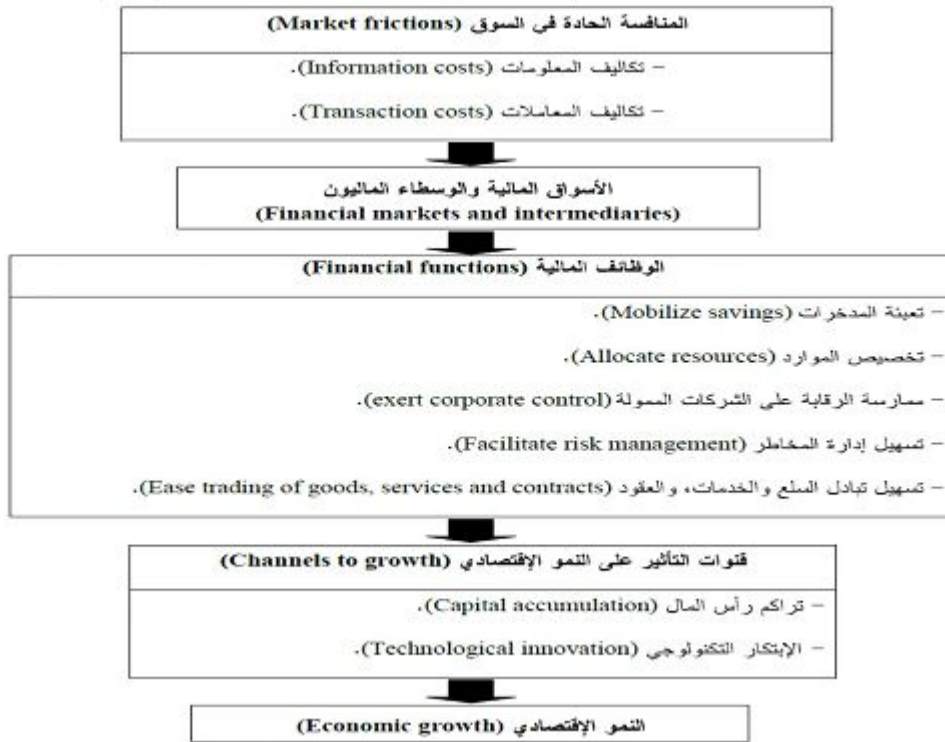 المنافسة الحادة في السوق (Market frictions)
– تكاليف المعلومات (Information costs).
– تكاليف المعاملات (Transaction costs).
الأسواق المالية والوسطاء الماليون
(Financial markets and intermediaries)
الوظائف المالية (Financial functions)
– تعبئة المدخرات (Mobilize savings).
– تخصيص الموارد (Allocate resources).
– ممارسة الرقابة على الشركات الممولة (exert corporate control).
– تسهيل إدارة المخاطر (Facilitate risk management).
– تسهيل تبادل السلع والخدمات، والعقود (Ease trading of goods, services and contracts).
قنوات التأثير على النمو الإقتصادي (Channels to growth)
– تراكم رأس المال (Capital accumulation).
– الإبتكار التكنولوجي (Technological innovation).
النمو الإقتصادي (Economic growth)